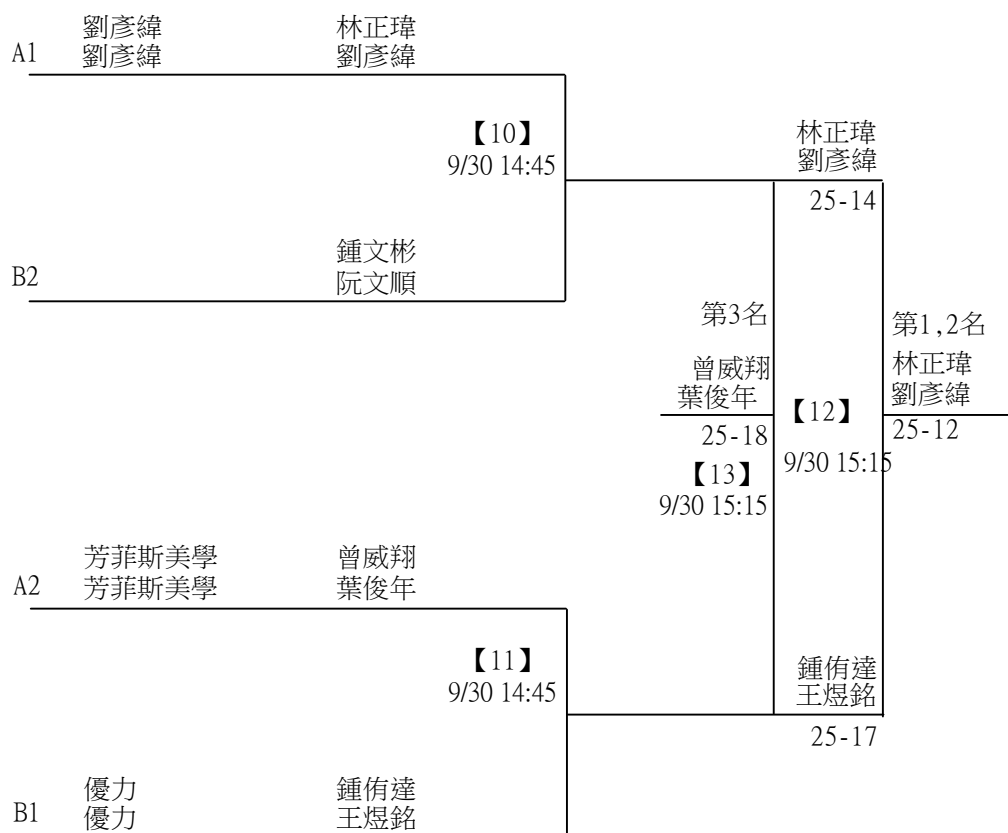 劉彥緯 林正瑋
A1 劉彥緯 劉彥緯
【10】
9/30 14:45
林正瑋
劉彥緯
25-14
鍾文彬
B2 阮文順
第3名
第1,2名
曾威翔
葉俊年
林正瑋
劉彥緯
【12】
25-18
25-12
【13】
9/30 15:15
9/30 15:15
芳菲斯美學 曾威翔
A2 芳菲斯美學 葉俊年
【11】
9/30 14:45
鍾侑達
王煜銘
25-17
優力 鍾侑達
B1 優力 王煜銘